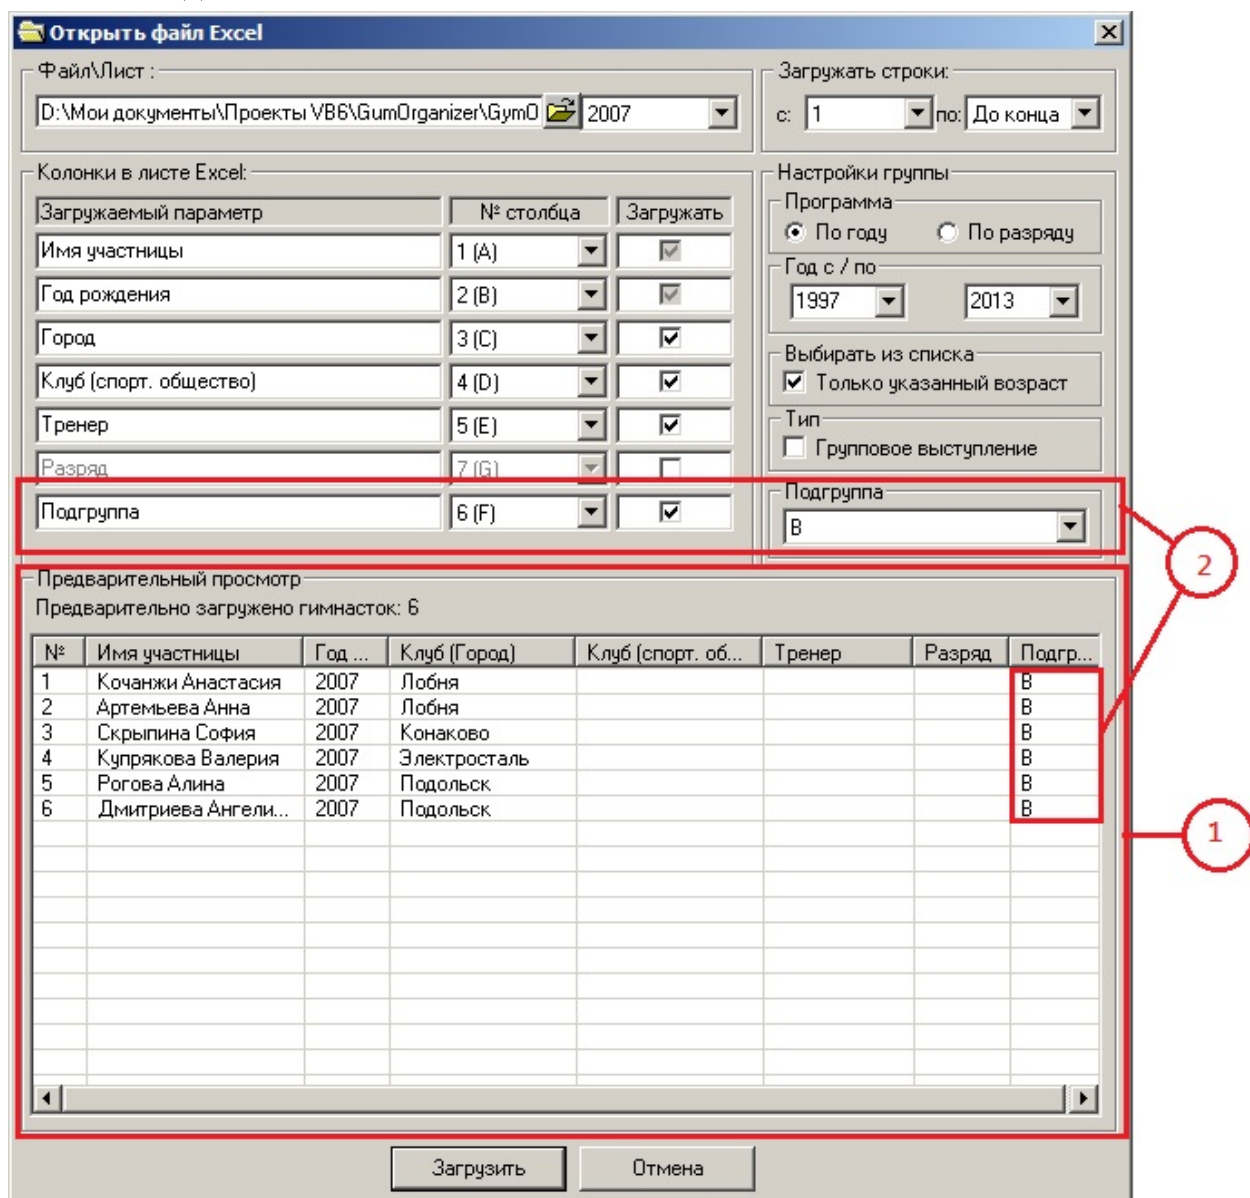 Открыть файл Excel
Файл\Лист :
D:\Мои документы\Проекты VB6\GumOrganizer\GymO 2007
Загружать строки:
с: 1 по: До конца
Колонки в листе Excel:
Загружаемый параметр № столбца Загружать
Имя участницы 1 (A)
Год рождения 2 (B)
Город 3 (C)
Клуб (спорт. общество) 4 (D)
Тренер 5 (E)
Разряд 7 (G)
Подгруппа 6 (F)
Настройки группы
Программа
По году По разряду
Год с / по
1997 2013
Выбирать из списка
Только указанный возраст
Тип
Групповое выступление
Подгруппа
B
2
Предварительный просмотр
Предварительно загружено гимнасток: 6
№ Имя участницы Год ... Клуб (Город) Клуб (спорт. об... Тренер Разряд Подгр...
1 Кочанжи Анастасия 2007 Лобня B
2 Артемьева Анна 2007 Лобня B
3 Скрыпина София 2007 Конаково B
4 Купрякова Валерия 2007 Электросталь B
5 Рогова Алина 2007 Подольск B
6 Дмитриева Ангели... 2007 Подольск B
1
Загрузить Отмена